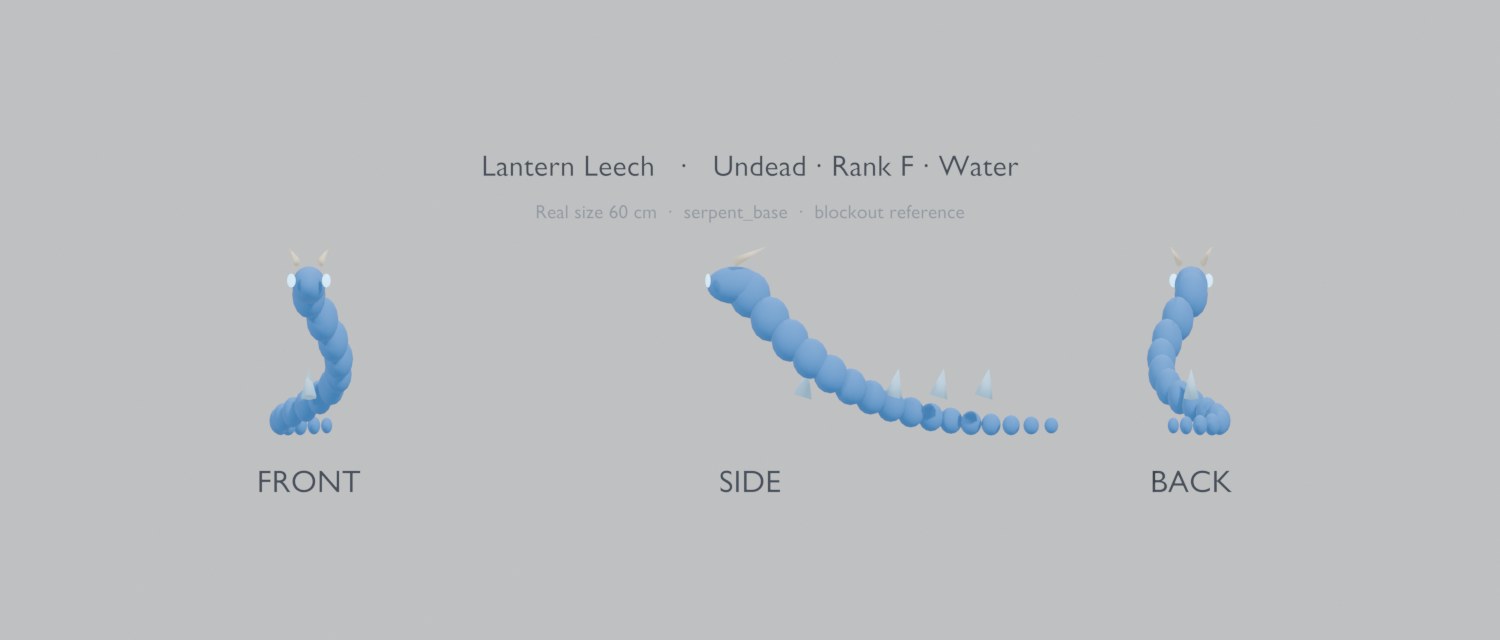 Lantern Leech · Undead · Rank F · Water
Real size 60 cm · serpent_base · blockout reference
FRONT SIDE BACK